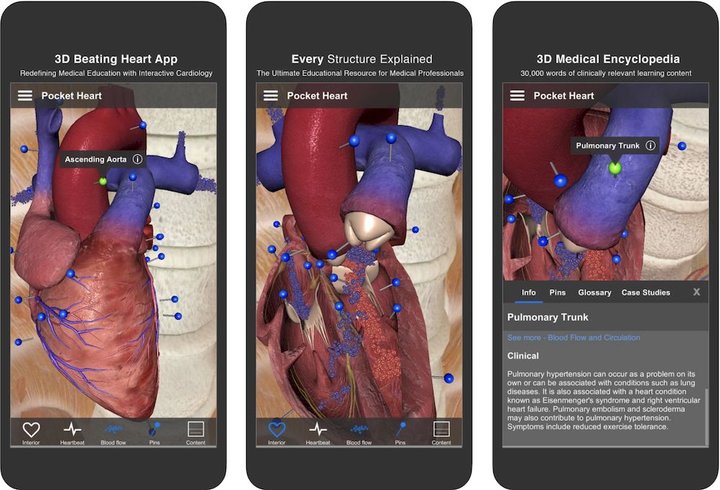 3D Beating Heart App
Redefining Medical Education with Interactive Cardiology
Pocket Heart
Ascending Aorta
Interior
Heartbeat
Blood flow
Pins
Content
Every Structure Explained
The Ultimate Educational Resource for Medical Professionals
Pocket Heart
Interior
Heartbeat
Blood flow
Pins
Content
3D Medical Encyclopedia
30,000 words of clinically relevant learning content
Pocket Heart
Pulmonary Trunk
Info Pins Glossary Case Studies X
Pulmonary Trunk
See more - Blood Flow and Circulation
Clinical
Pulmonary hypertension can occur as a problem on its
own or can be associated with conditions such as lung
diseases. It is also associated with a heart condition
known as Eisenmenger's syndrome and right ventricular
heart failure. Pulmonary embolism and scleroderma
may also contribute to pulmonary hypertension.
Symptoms include reduced exercise tolerance.